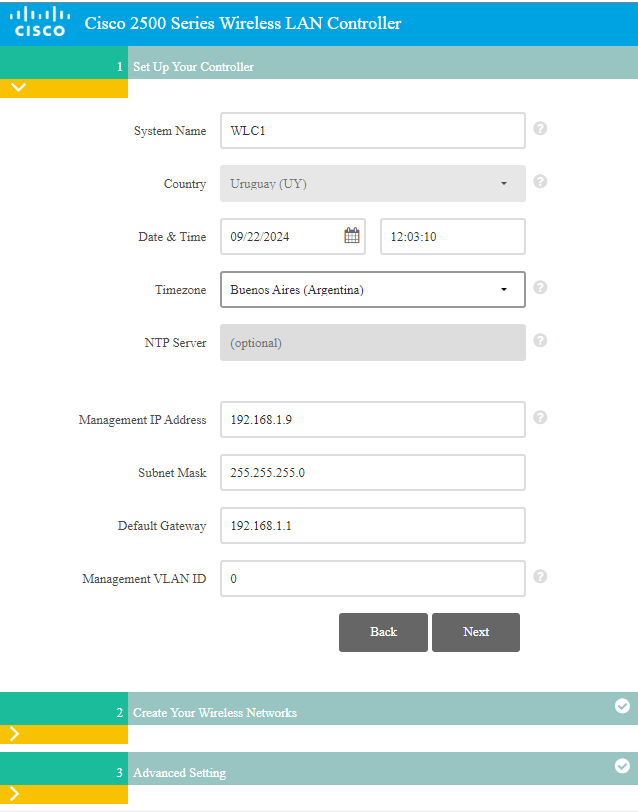 CISCO Cisco 2500 Series Wireless LAN Controller
1 Set Up Your Controller
System Name WLC1 ?
Country Uruguay (UY) ?
Date & Time 09/22/2024 12:03:10
Timezone Buenos Aires (Argentina) ?
NTP Server (optional) ?
Management IP Address 192.168.1.9 ?
Subnet Mask 255.255.255.0
Default Gateway 192.168.1.1
Management VLAN ID 0 ?
Back Next
2 Create Your Wireless Networks
3 Advanced Setting